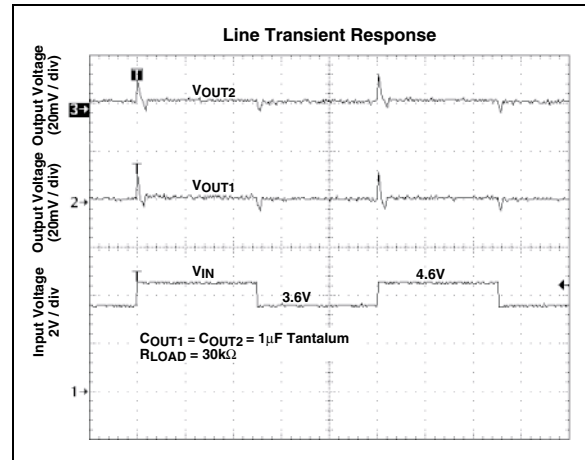 Line Transient Response
Output Voltage
(20mV / div)
T
VOUT2
3
Output Voltage
(20mV / div)
VOUT1
2
Input Voltage
2V / div
VIN
4.6V
3.6V
COUT1 = COUT2 = 1μF Tantalum
RLOAD = 30kΩ
1